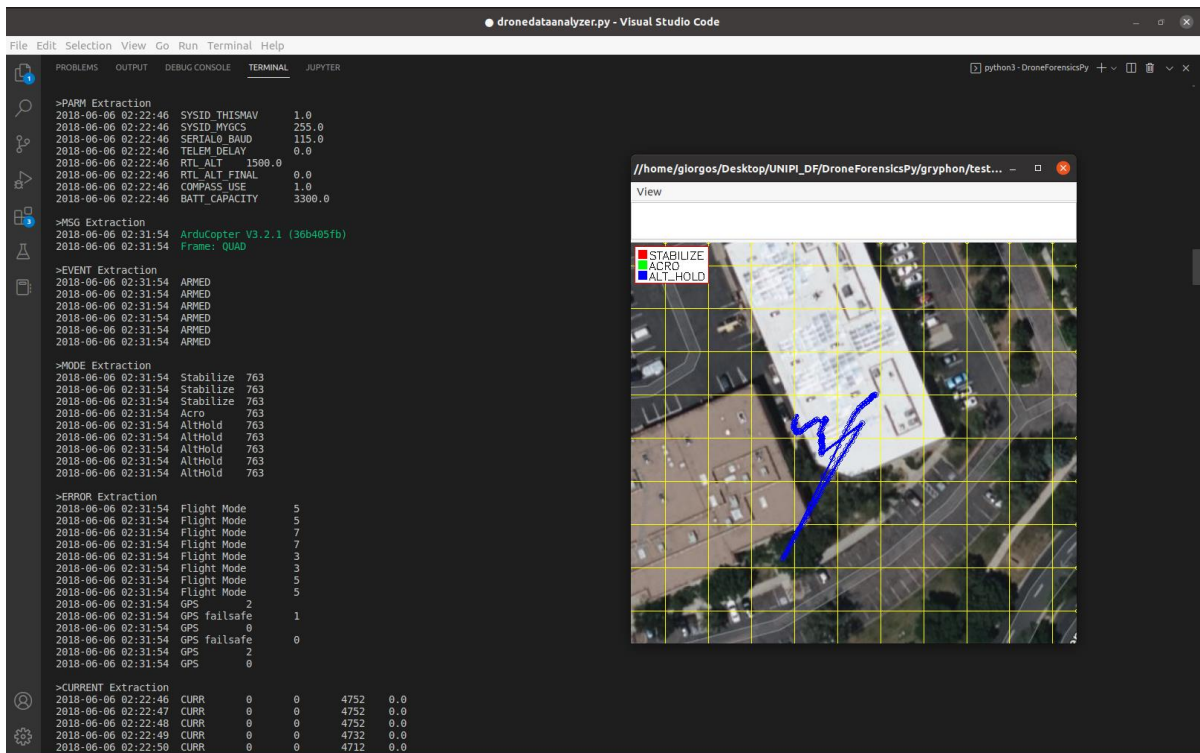 ● dronedataanalyzer.py - Visual Studio Code
File Edit Selection View Go Run Terminal Help
PROBLEMS OUTPUT DEBUG CONSOLE TERMINAL JUPYTER
python3 - DroneForensicsPy
1
3
>PARM Extraction
2018-06-06 02:22:46 SYSID_THISMAV 1.0
2018-06-06 02:22:46 SYSID_MYGCS 255.0
2018-06-06 02:22:46 SERIAL0_BAUD 115.0
2018-06-06 02:22:46 TELEM_DELAY 0.0
2018-06-06 02:22:46 RTL_ALT 1500.0
2018-06-06 02:22:46 RTL_ALT_FINAL 0.0
2018-06-06 02:22:46 COMPASS_USE 1.0
2018-06-06 02:22:46 BATT_CAPACITY 3300.0
>MSG Extraction
2018-06-06 02:31:54 ArduCopter V3.2.1 (36b405fb)
2018-06-06 02:31:54 Frame: QUAD
>EVENT Extraction
2018-06-06 02:31:54 ARMED
2018-06-06 02:31:54 ARMED
2018-06-06 02:31:54 ARMED
2018-06-06 02:31:54 ARMED
2018-06-06 02:31:54 ARMED
2018-06-06 02:31:54 ARMED
>MODE Extraction
2018-06-06 02:31:54 Stabilize 763
2018-06-06 02:31:54 Stabilize 763
2018-06-06 02:31:54 Stabilize 763
2018-06-06 02:31:54 Acro 763
2018-06-06 02:31:54 AltHold 763
2018-06-06 02:31:54 AltHold 763
2018-06-06 02:31:54 AltHold 763
2018-06-06 02:31:54 AltHold 763
2018-06-06 02:31:54 AltHold 763
>ERROR Extraction
2018-06-06 02:31:54 Flight Mode 5
2018-06-06 02:31:54 Flight Mode 5
2018-06-06 02:31:54 Flight Mode 7
2018-06-06 02:31:54 Flight Mode 7
2018-06-06 02:31:54 Flight Mode 3
2018-06-06 02:31:54 Flight Mode 3
2018-06-06 02:31:54 Flight Mode 5
2018-06-06 02:31:54 Flight Mode 5
2018-06-06 02:31:54 GPS 2
2018-06-06 02:31:54 GPS failsafe 1
2018-06-06 02:31:54 GPS 0
2018-06-06 02:31:54 GPS failsafe 0
2018-06-06 02:31:54 GPS 2
2018-06-06 02:31:54 GPS 0
>CURRENT Extraction
2018-06-06 02:22:46 CURR 0 0 4752 0.0
2018-06-06 02:22:47 CURR 0 0 4752 0.0
2018-06-06 02:22:48 CURR 0 0 4752 0.0
2018-06-06 02:22:49 CURR 0 0 4732 0.0
2018-06-06 02:22:50 CURR 0 0 4712 0.0
//home/giorgos/Desktop/UNIPI_DF/DroneForensicsPy/gryphon/test...
View
STABILIZE
ACRO
ALT_HOLD